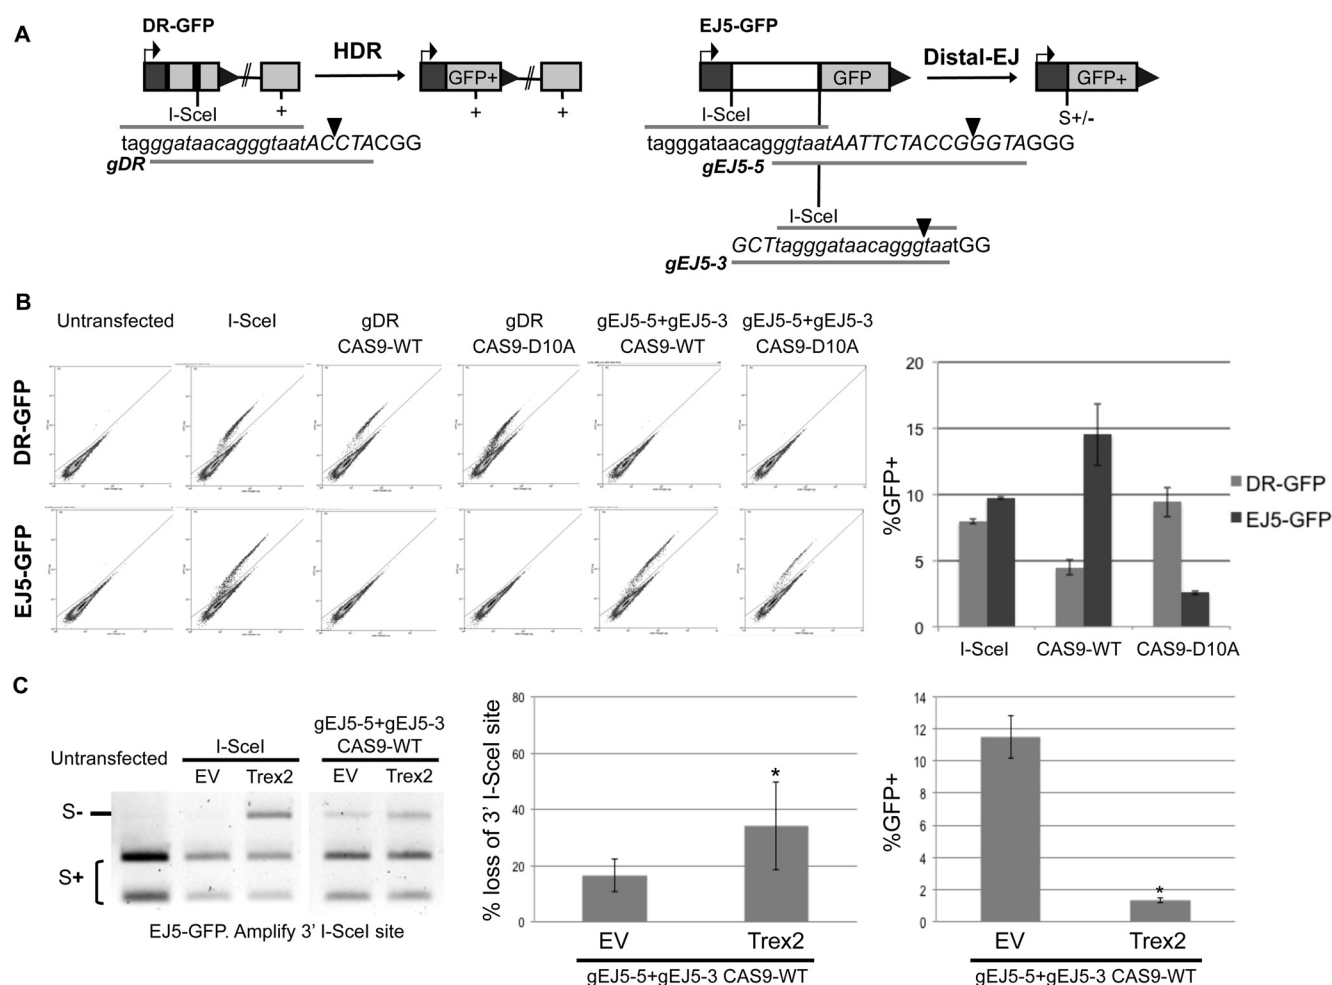 A
DR-GFP
HDR
GFP+
I-SceI
+
+
+
tagggataacagggtaatACCTACGG
gDR
EJ5-GFP
Distal-EJ
GFP
GFP+
I-SceI
S+/-
tagggataacagggtaatAATTCTACCGGGTAGGG
gEJ5-5
I-SceI
GCTtagggataacagggtaatGG
gEJ5-3
B
Untransfected
I-SceI
gDR
CAS9-WT
gDR
CAS9-D10A
gEJ5-5+gEJ5-3
CAS9-WT
gEJ5-5+gEJ5-3
CAS9-D10A
DR-GFP
EJ5-GFP
%GFP+
20
15
10
5
0
I-SceI
CAS9-WT
CAS9-D10A
DR-GFP
EJ5-GFP
C
Untransfected
I-SceI
gEJ5-5+gEJ5-3
CAS9-WT
EV
Trex2
EV
Trex2
S-
S+
EJ5-GFP. Amplify 3' I-SceI site
% loss of 3' I-SceI site
80
60
40
20
0
*
EV
Trex2
gEJ5-5+gEJ5-3 CAS9-WT
%GFP+
14
12
10
8
6
4
2
0
*
EV
Trex2
gEJ5-5+gEJ5-3 CAS9-WT